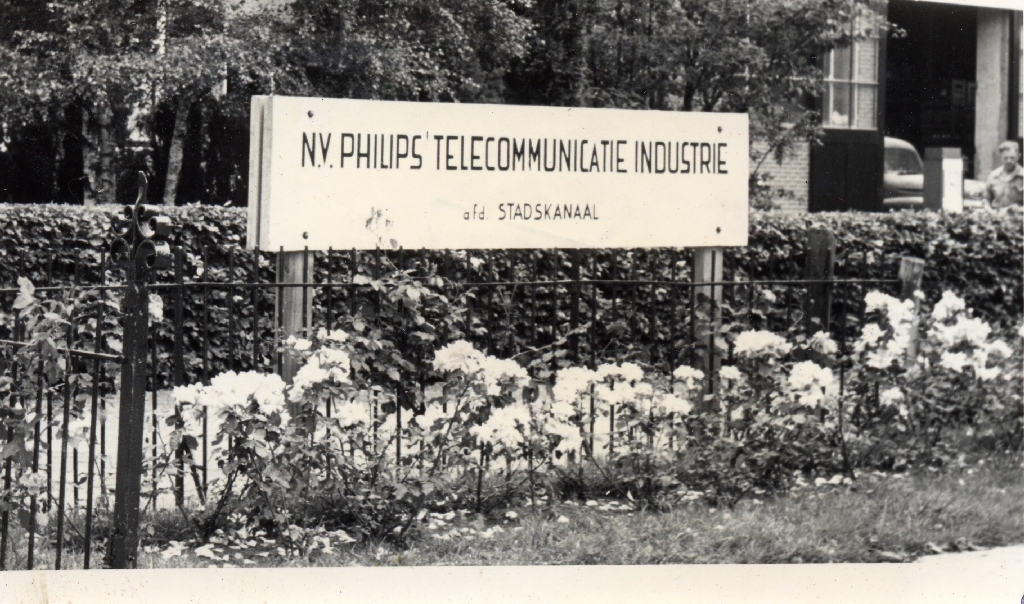 N.V. PHILIPS' TELECOMMUNICATIE INDUSTRIE
afd. STADSKANAAL